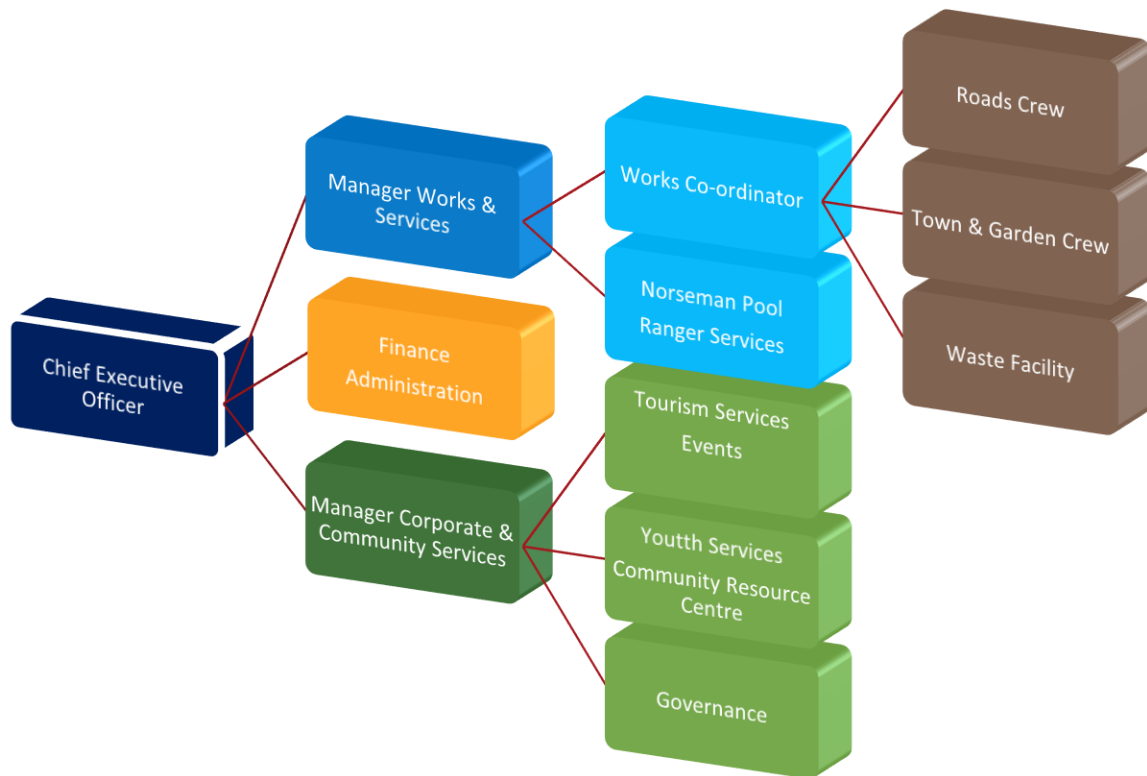 Chief Executive
Officer
Manager Works &
Services
Finance
Administration
Manager Corporate &
Community Services
Works Co-ordinator
Norseman Pool
Ranger Services
Tourism Services
Events
Youtth Services
Community Resource
Centre
Governance
Roads Crew
Town & Garden Crew
Waste Facility